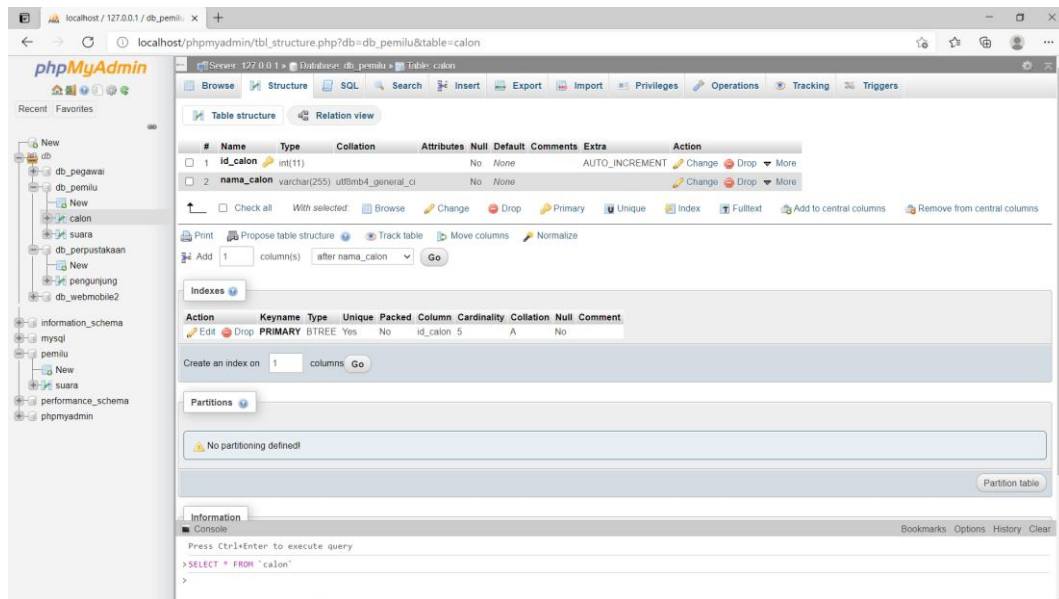 localhost / 127.0.0.1 / db_pemilu
localhost/phpmyadmin/tbl_structure.php?db=db_pemilu&table=calon
phpMyAdmin
Recent Favorites
New
db
db_pegawai
db_pemilu
New
calon
suara
db_perpustakaan
New
pengunjung
db_webmobile2
information_schema
mysql
pemilu
New
suara
performance_schema
phpmyadmin
Server: 127.0.0.1 » Database: db_pemilu » Table: calon
Browse Structure SQL Search Insert Export Import Privileges Operations Tracking Triggers
Table structure Relation view
# Name Type Collation Attributes Null Default Comments Extra Action
1 id_calon int(11) No None AUTO_INCREMENT Change Drop More
2 nama_calon varchar(255) utf8mb4_general_ci No None Change Drop More
Check all With selected: Browse Change Drop Primary Unique Index Fulltext Add to central columns Remove from central columns
Print Propose table structure Track table Move columns Normalize
Add 1 column(s) after nama_calon Go
Indexes
Action Keyname Type Unique Packed Column Cardinality Collation Null Comment
Edit Drop PRIMARY BTREE Yes No id_calon 5 A No
Create an index on 1 columns Go
Partitions
No partitioning defined!
Partition table
Information
Console Bookmarks Options History Clear
Press Ctrl+Enter to execute query
>SELECT * FROM `calon`
>